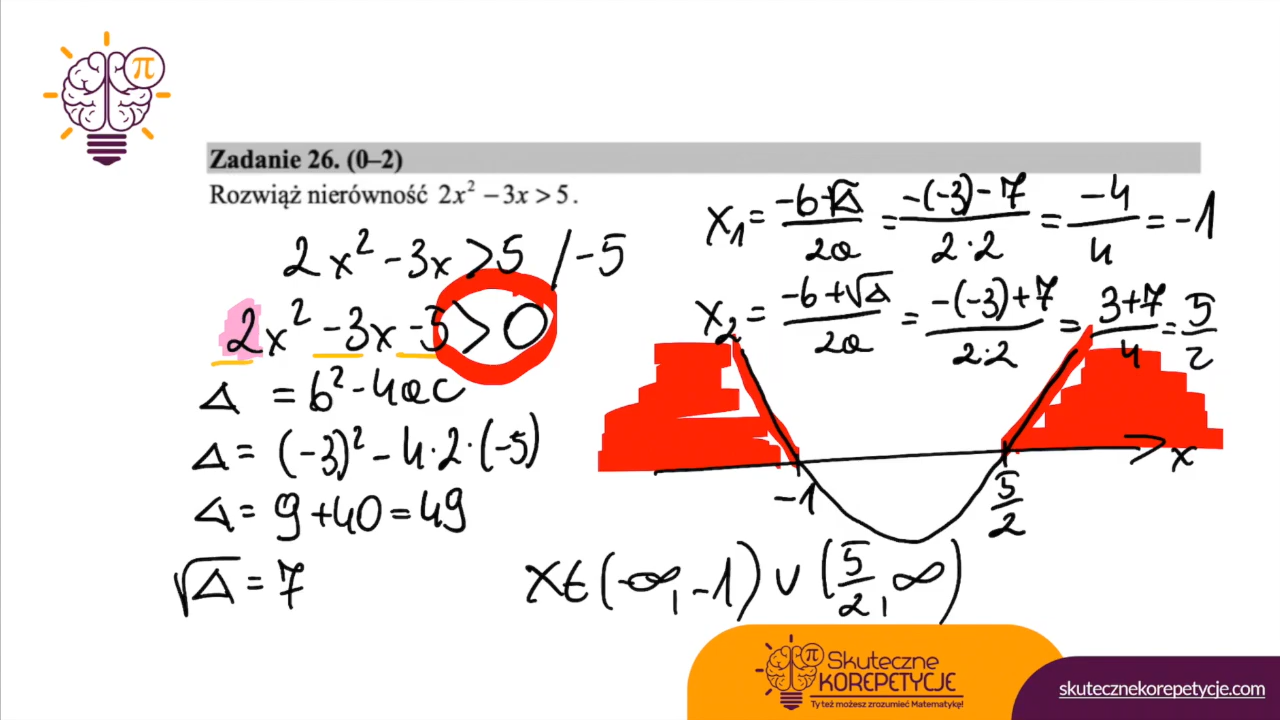 π
Zadanie 26. (0–2)
Rozwiąż nierówność 2x² − 3x > 5.
2x² - 3x > 5 / -5
2x² - 3x - 5 > 0
Δ = b² - 4ac
Δ = (-3)² - 4·2·(-5)
Δ = 9 + 40 = 49
√Δ = 7
x₁ = (-b-√Δ)/2a = (-(-3)-7)/(2·2) = -4/4 = -1
x₂ = (-b+√Δ)/2a = (-(-3)+7)/(2·2) = (3+7)/4 = 5/2
-1
5/2
x
x∈(-∞, -1) ∪ (5/2, ∞)
π
Skuteczne
KOREPETYCJE
Ty też możesz zrozumieć Matematykę!
skutecznekorepetycje.com